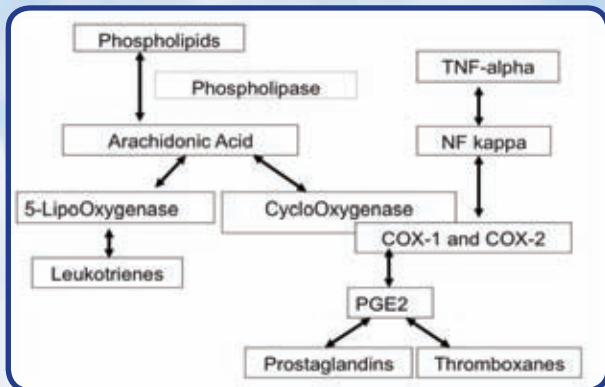 Phospholipids
TNF-alpha
Phospholipase
Arachidonic Acid
NF kappa
5-LipoOxygenase
CycloOxygenase
COX-1 and COX-2
Leukotrienes
PGE2
Prostaglandins
Thromboxanes